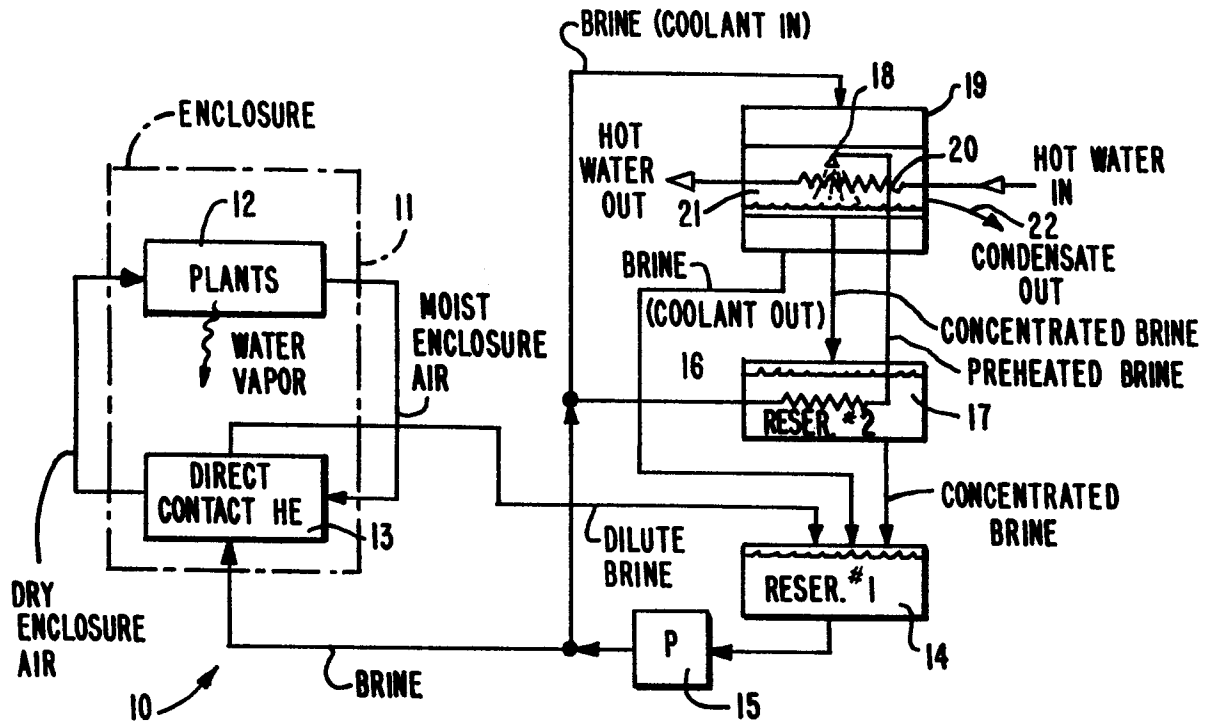 BRINE (COOLANT IN)
18
19
ENCLOSURE
HOT
WATER
OUT
20
HOT WATER
IN
12
11
21
22
PLANTS
CONDENSATE
OUT
BRINE
(COOLANT OUT)
MOIST
ENCLOSURE
AIR
WATER
VAPOR
CONCENTRATED BRINE
16
PREHEATED BRINE
RESER. #2
17
DIRECT
CONTACT HE
13
CONCENTRATED
BRINE
DILUTE
BRINE
RESER. #1
DRY
ENCLOSURE
AIR
P
14
BRINE
10
15